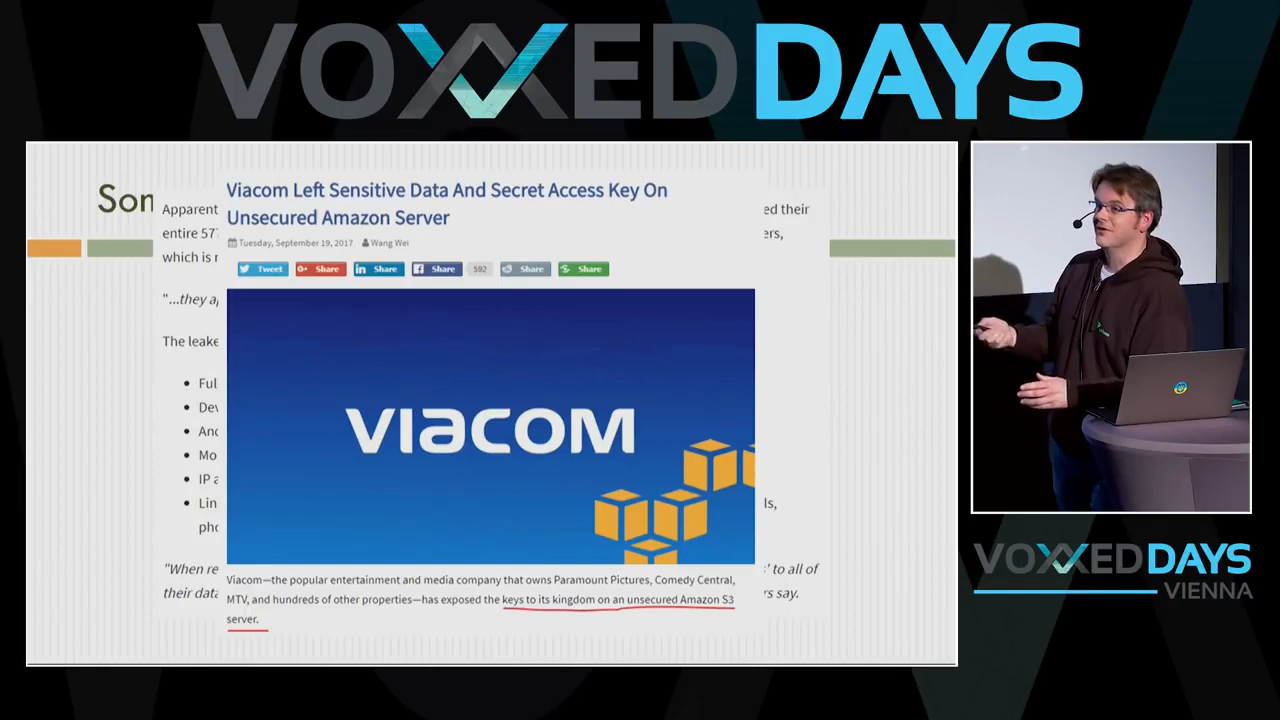 VOXXED DAYS
Son
Apparent
entire 577
which is r
"...they ap
The leake
Ful
Dev
And
Mo
IP a
Lin
pho
"When re
their data
ed their
ers,
ls,
' to all of
rs say.
Viacom Left Sensitive Data And Secret Access Key On
Unsecured Amazon Server
Tuesday, September 19, 2017 Wang Wei
Tweet Share Share Share 592 Share Share
VIACOM
Viacom—the popular entertainment and media company that owns Paramount Pictures, Comedy Central,
MTV, and hundreds of other properties—has exposed the keys to its kingdom on an unsecured Amazon S3
server.
VOXXED DAYS
VIENNA